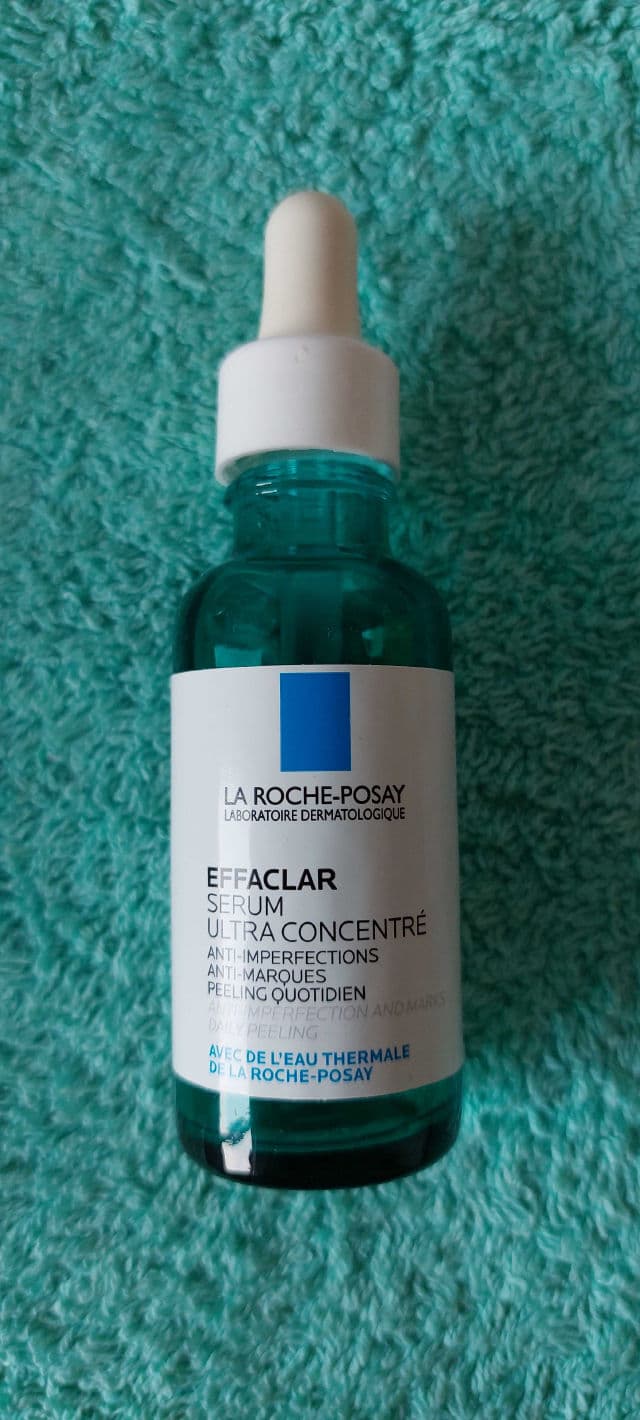 LA ROCHE-POSAY
LABORATOIRE DERMATOLOGIQUE
EFFACLAR
SERUM
ULTRA CONCENTRÉ
ANTI-IMPERFECTIONS
ANTI-MARQUES
PEELING QUOTIDIEN
ANTI-IMPERFECTION AND MARKS
DAILY PEELING
AVEC DE L'EAU THERMALE
DE LA ROCHE-POSAY